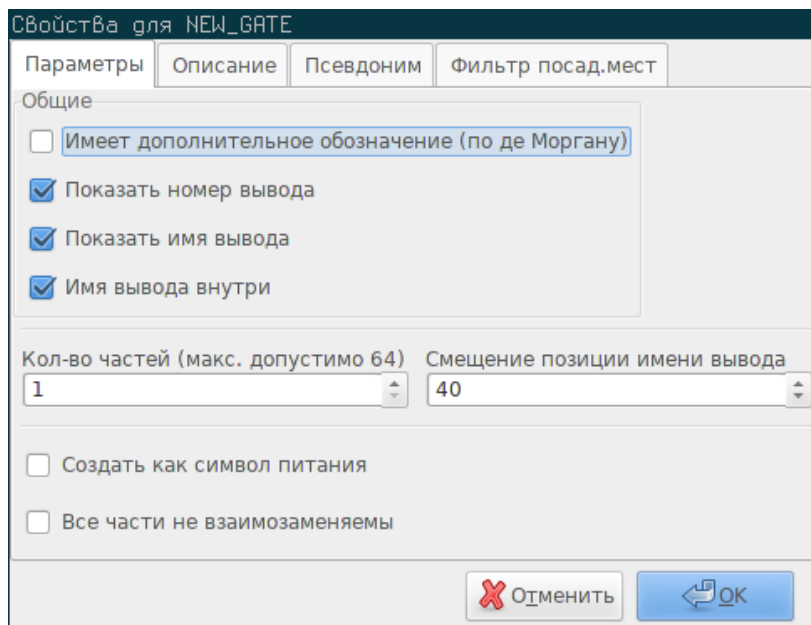 Свойства для NEW_GATE
Параметры Описание Псевдоним Фильтр посад.мест
Общие
Имеет дополнительное обозначение (по де Моргану)
Показать номер вывода
Показать имя вывода
Имя вывода внутри
Кол-во частей (макс. допустимо 64) Смещение позиции имени вывода
1 40
Создать как символ питания
Все части не взаимозаменяемы
Отменить OK